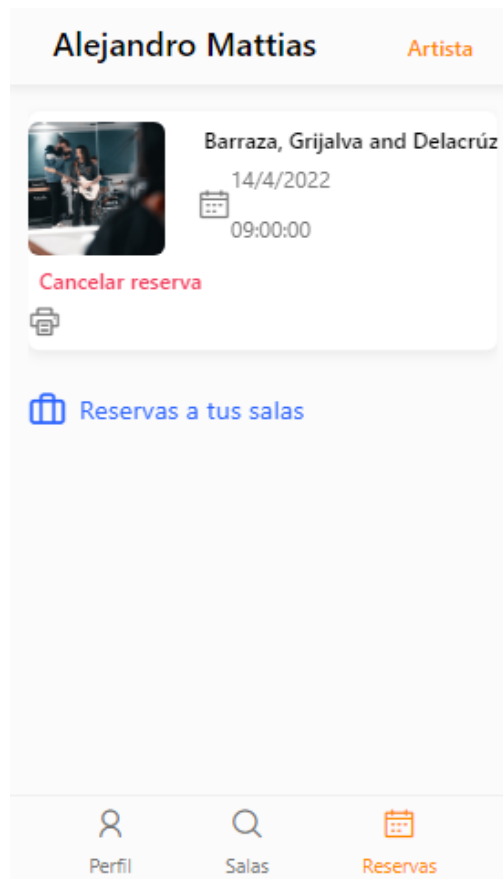 Alejandro Mattias
Artista
Barraza, Grijalva and Delacrúz
14/4/2022
09:00:00
Cancelar reserva
Reservas a tus salas
Perfil
Salas
Reservas